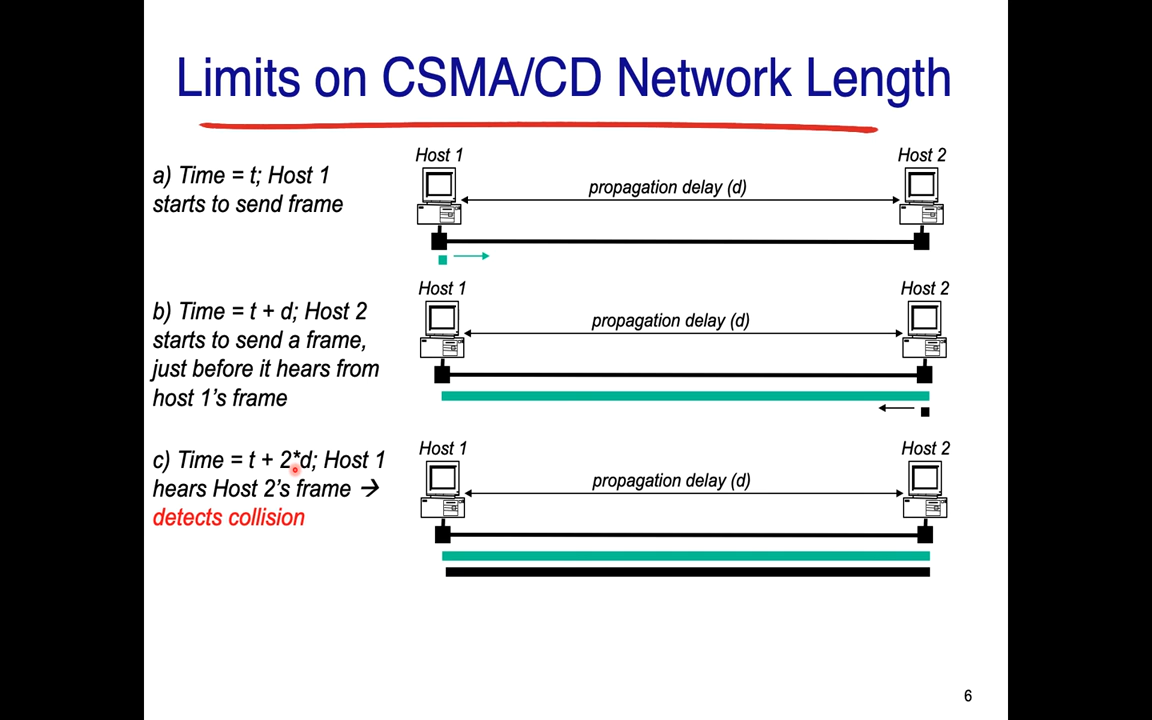 Limits on CSMA/CD Network Length
a) Time = t; Host 1
starts to send frame
Host 1
propagation delay (d)
Host 2
b) Time = t + d; Host 2
starts to send a frame,
just before it hears from
host 1’s frame
Host 1
propagation delay (d)
Host 2
c) Time = t + 2*d; Host 1
hears Host 2’s frame →
detects collision
Host 1
propagation delay (d)
Host 2
6